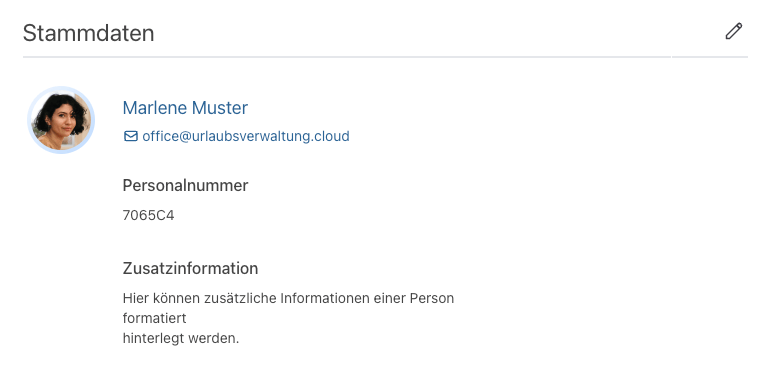 Stammdaten
Marlene Muster
office@urlaubsverwaltung.cloud
Personalnummer
7065C4
Zusatzinformation
Hier können zusätzliche Informationen einer Person
formatiert
hinterlegt werden.